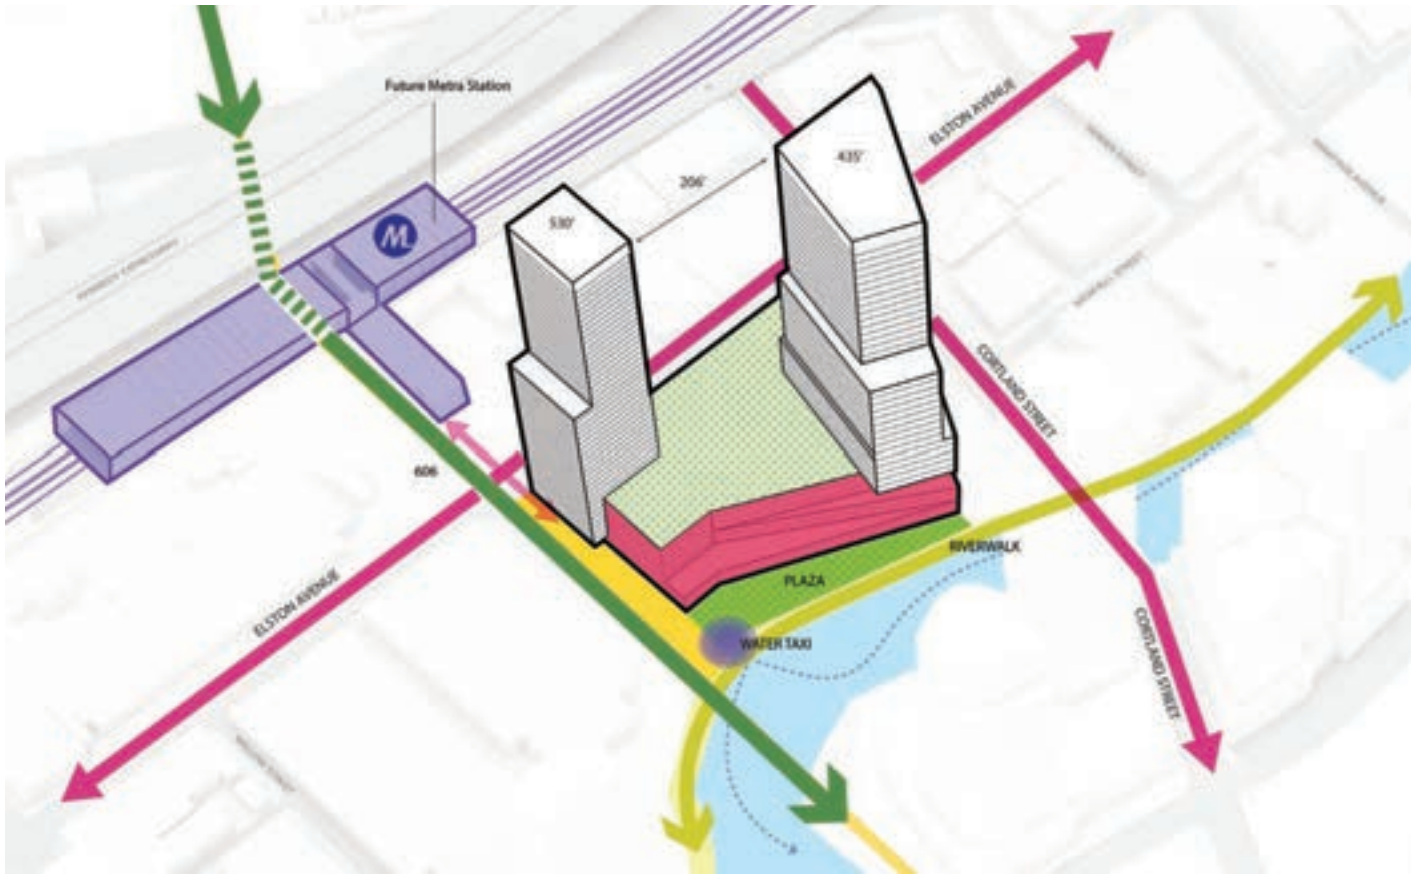 Future Metra Station
M
ELSTON AVENUE
435'
206'
530'
CORTLAND STREET
606
RIVERWALK
PLAZA
ELSTON AVENUE
WATER TAXI
CORTLAND STREET